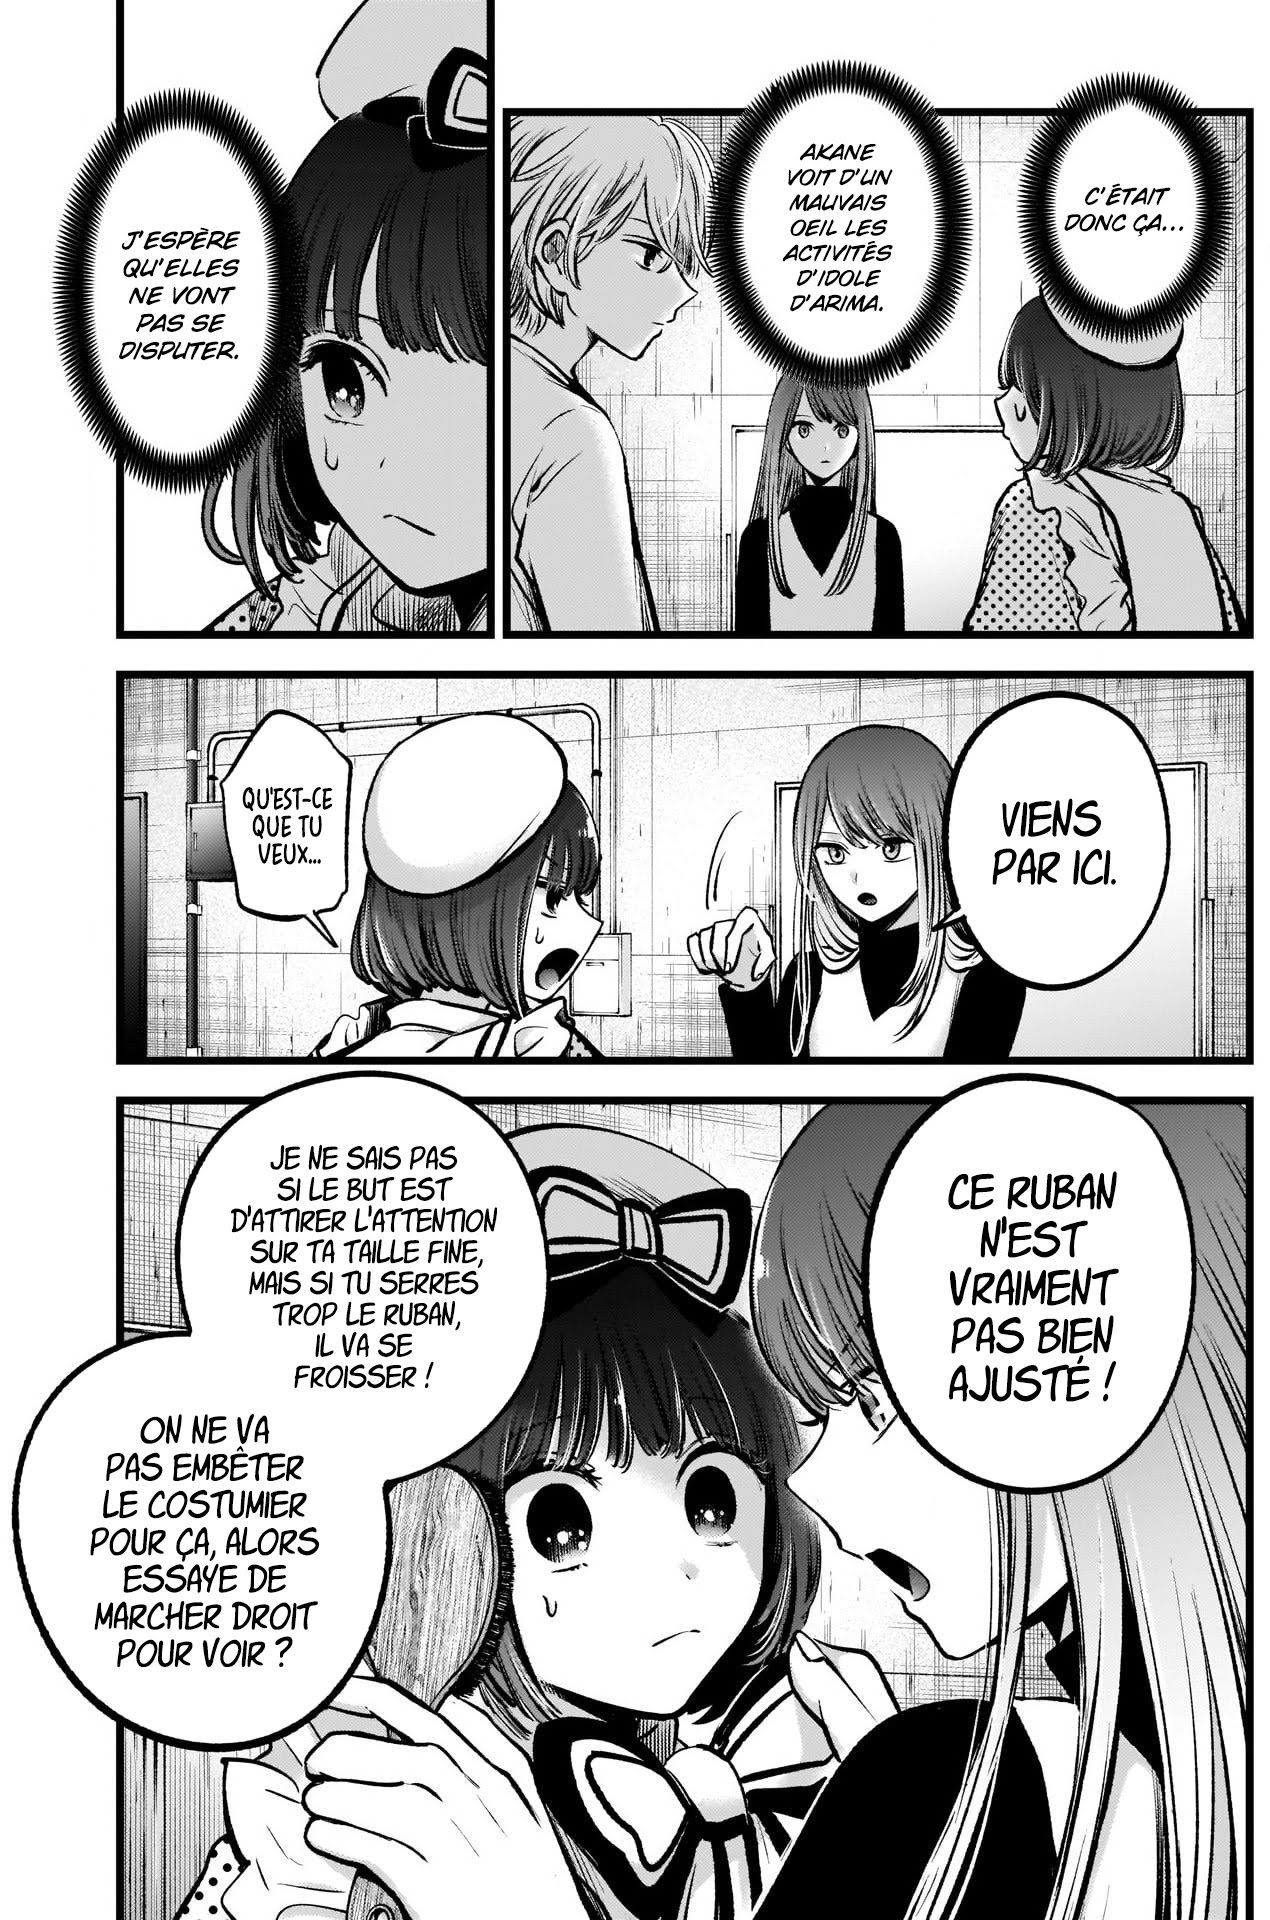 C'ÉTAIT
DONC ÇA...
AKANE
VOIT D'UN
MAUVAIS
OEIL LES
ACTIVITÉS
D'IDOLE
D'ARIMA.
J'ESPÈRE
QU'ELLES
NE VONT
PAS SE
DISPUTER.
VIENS
PAR ICI.
QU'EST-CE
QUE TU
VEUX...
CE RUBAN
N'EST
VRAIMENT
PAS BIEN
AJUSTÉ !
JE NE SAIS PAS
SI LE BUT EST
D'ATTIRER L'ATTENTION
SUR TA TAILLE FINE,
MAIS SI TU SERRES
TROP LE RUBAN,
IL VA SE
FROISSER !
ON NE VA
PAS EMBÊTER
LE COSTUMIER
POUR ÇA, ALORS
ESSAYE DE
MARCHER DROIT
POUR VOIR ?